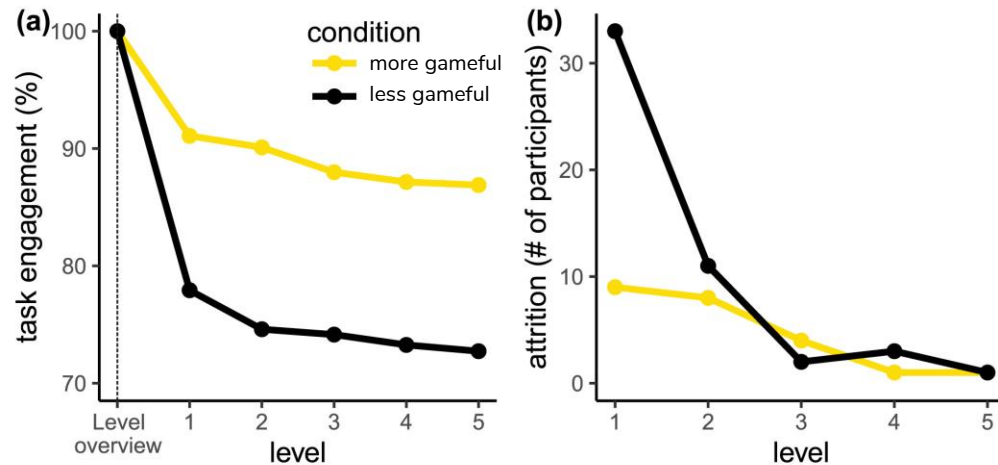 (a)
condition
more gameful
less gameful
task engagement (%)
100
90
80
70
Level
overview
1 2 3 4 5
level
(b)
attrition (# of participants)
30
20
10
0
1 2 3 4 5
level